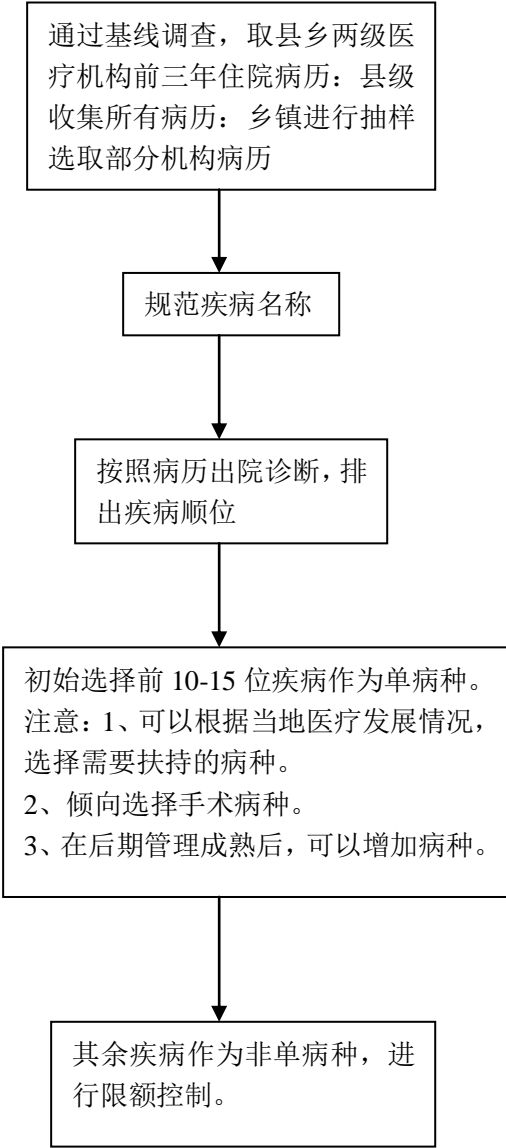 通过基线调查，取县乡两级医
疗机构前三年住院病历：县级
收集所有病历：乡镇进行抽样
选取部分机构病历
规范疾病名称
按照病历出院诊断，排
出疾病顺位
初始选择前 10-15 位疾病作为单病种。
注意：1、可以根据当地医疗发展情况，
选择需要扶持的病种。
2、倾向选择手术病种。
3、在后期管理成熟后，可以增加病种。
其余疾病作为非单病种，进
行限额控制。